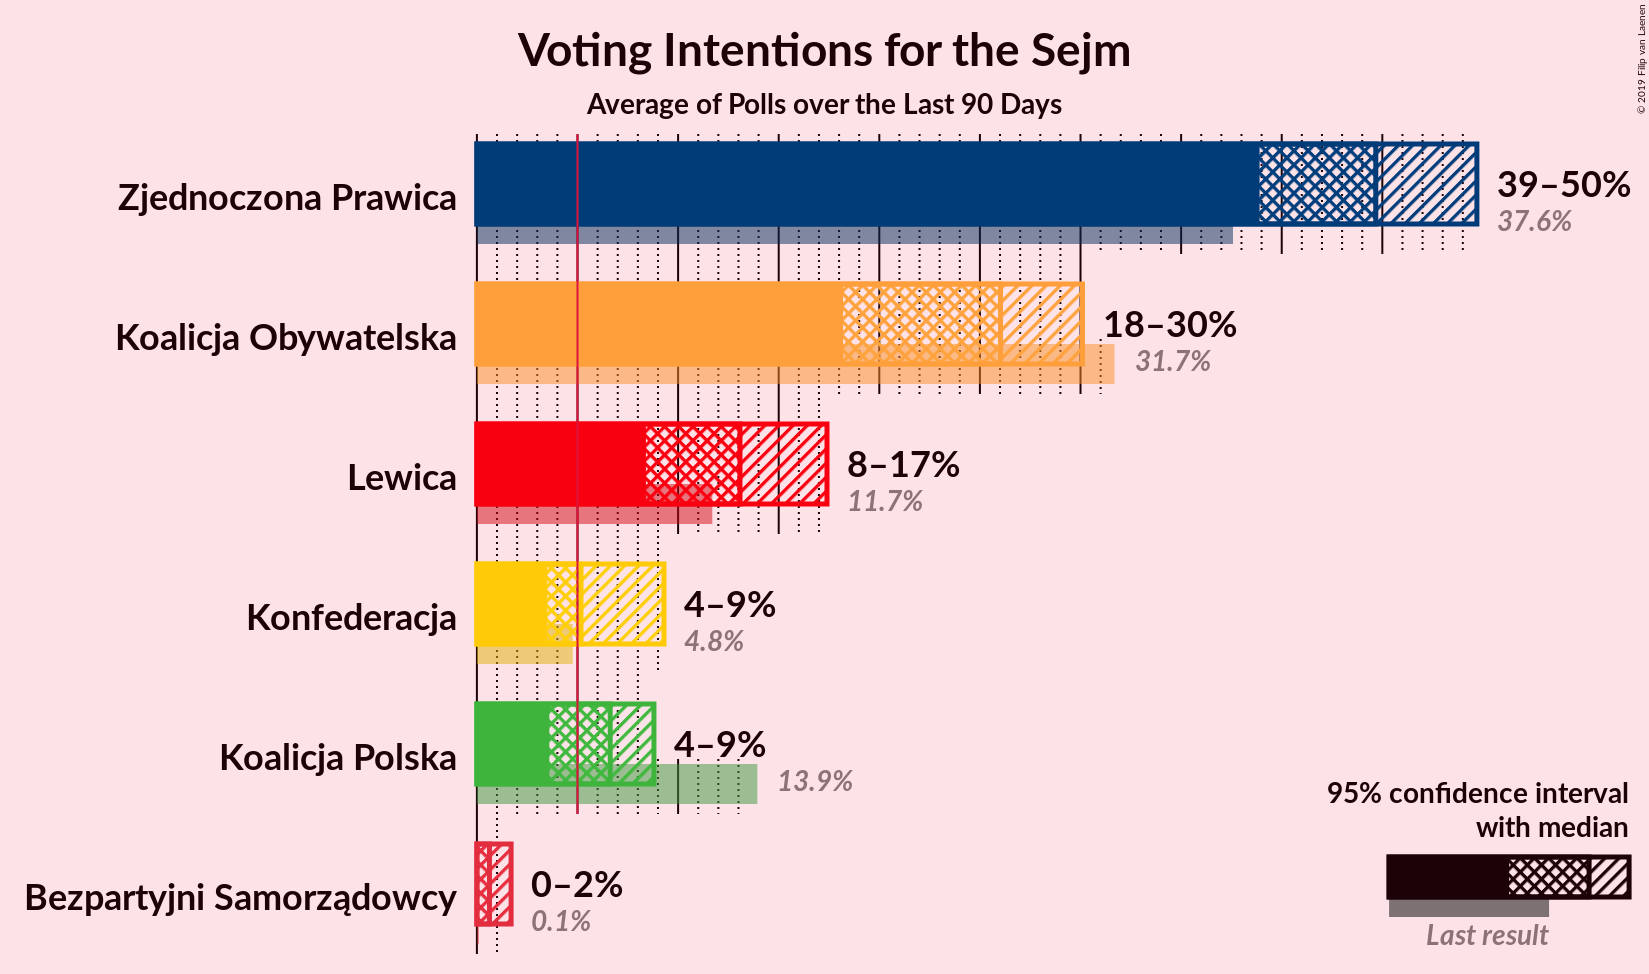 Voting Intentions for the Sejm
Average of Polls over the Last 90 Days
© 2019 Filip van Laenen
Zjednoczona Prawica
39–50%
37.6%
Koalicja Obywatelska
18–30%
31.7%
Lewica
8–17%
11.7%
Konfederacja
4–9%
4.8%
Koalicja Polska
4–9%
13.9%
Bezpartyjni Samorządowcy
0–2%
0.1%
95% confidence interval
with median
Last result